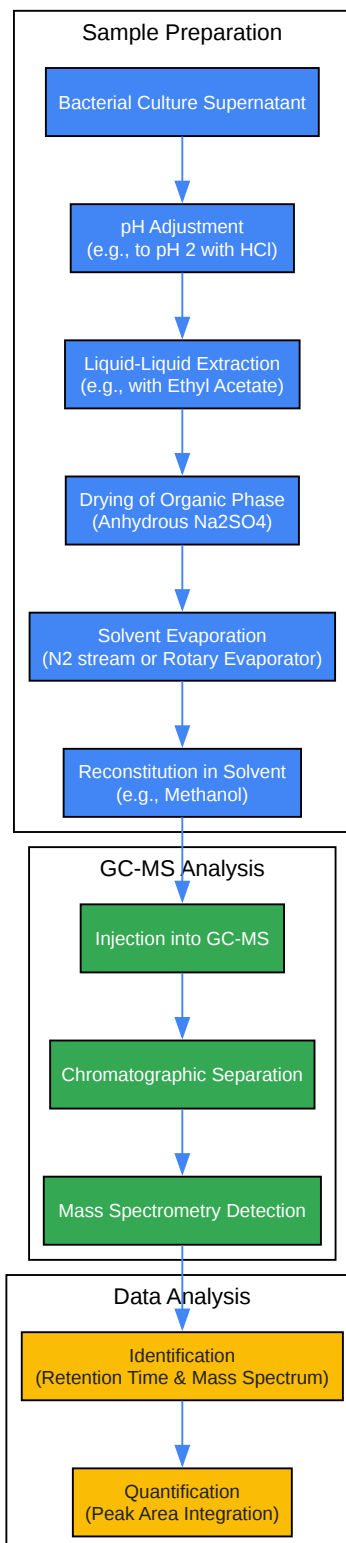 Sample Preparation
Bacterial Culture Supernatant
pH Adjustment
(e.g., to pH 2 with HCl)
Liquid-Liquid Extraction
(e.g., with Ethyl Acetate)
Drying of Organic Phase
(Anhydrous Na2SO4)
Solvent Evaporation
(N2 stream or Rotary Evaporator)
Reconstitution in Solvent
(e.g., Methanol)
GC-MS Analysis
Injection into GC-MS
Chromatographic Separation
Mass Spectrometry Detection
Data Analysis
Identification
(Retention Time & Mass Spectrum)
Quantification
(Peak Area Integration)